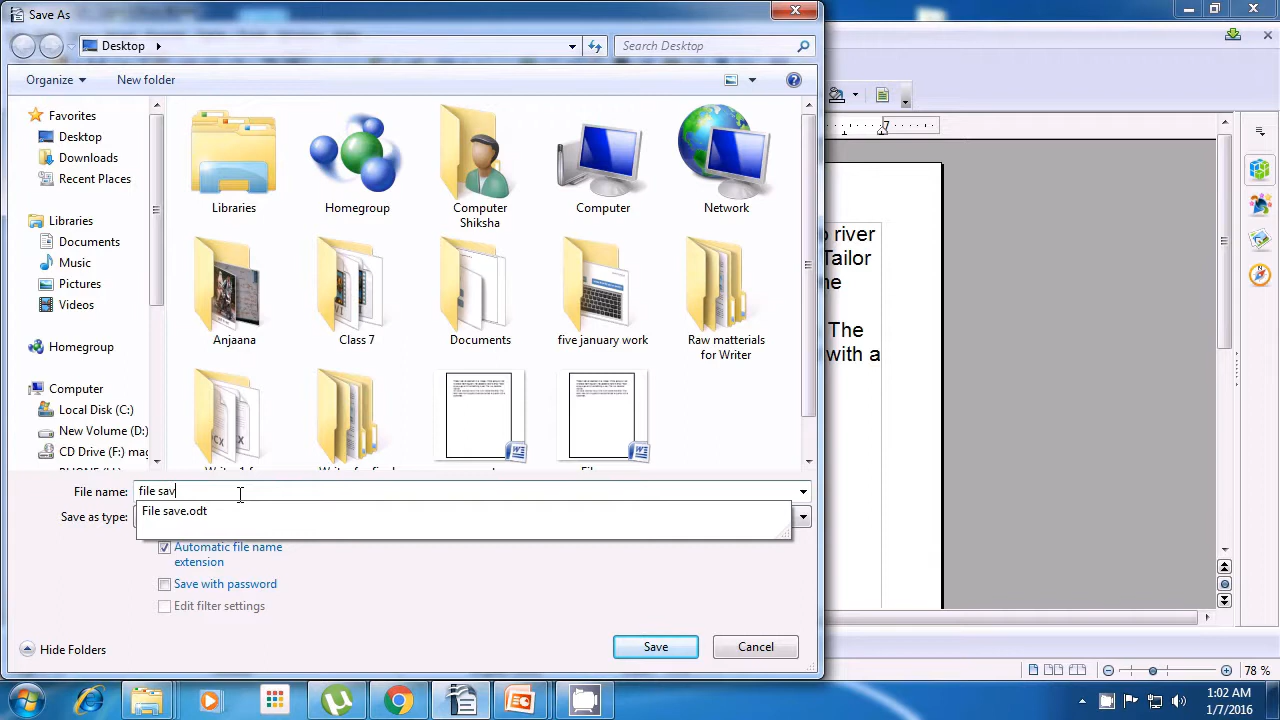 Save As
Desktop
Search Desktop
Organize
New folder
Favorites
Desktop
Downloads
Recent Places
Libraries
Documents
Music
Pictures
Videos
Homegroup
Computer
Local Disk (C:)
New Volume (D:)
CD Drive (F:) mag
Libraries
Homegroup
Computer
Shiksha
Computer
Network
Anjaana
Class 7
Documents
five january work
Raw matterials
for Writer
File name:
file sav
File save.odt
Save as type:
Automatic file name
extension
Save with password
Edit filter settings
Hide Folders
Save
Cancel
river
Tailor
The
with a
7
78 %
1:02 AM
1/7/2016